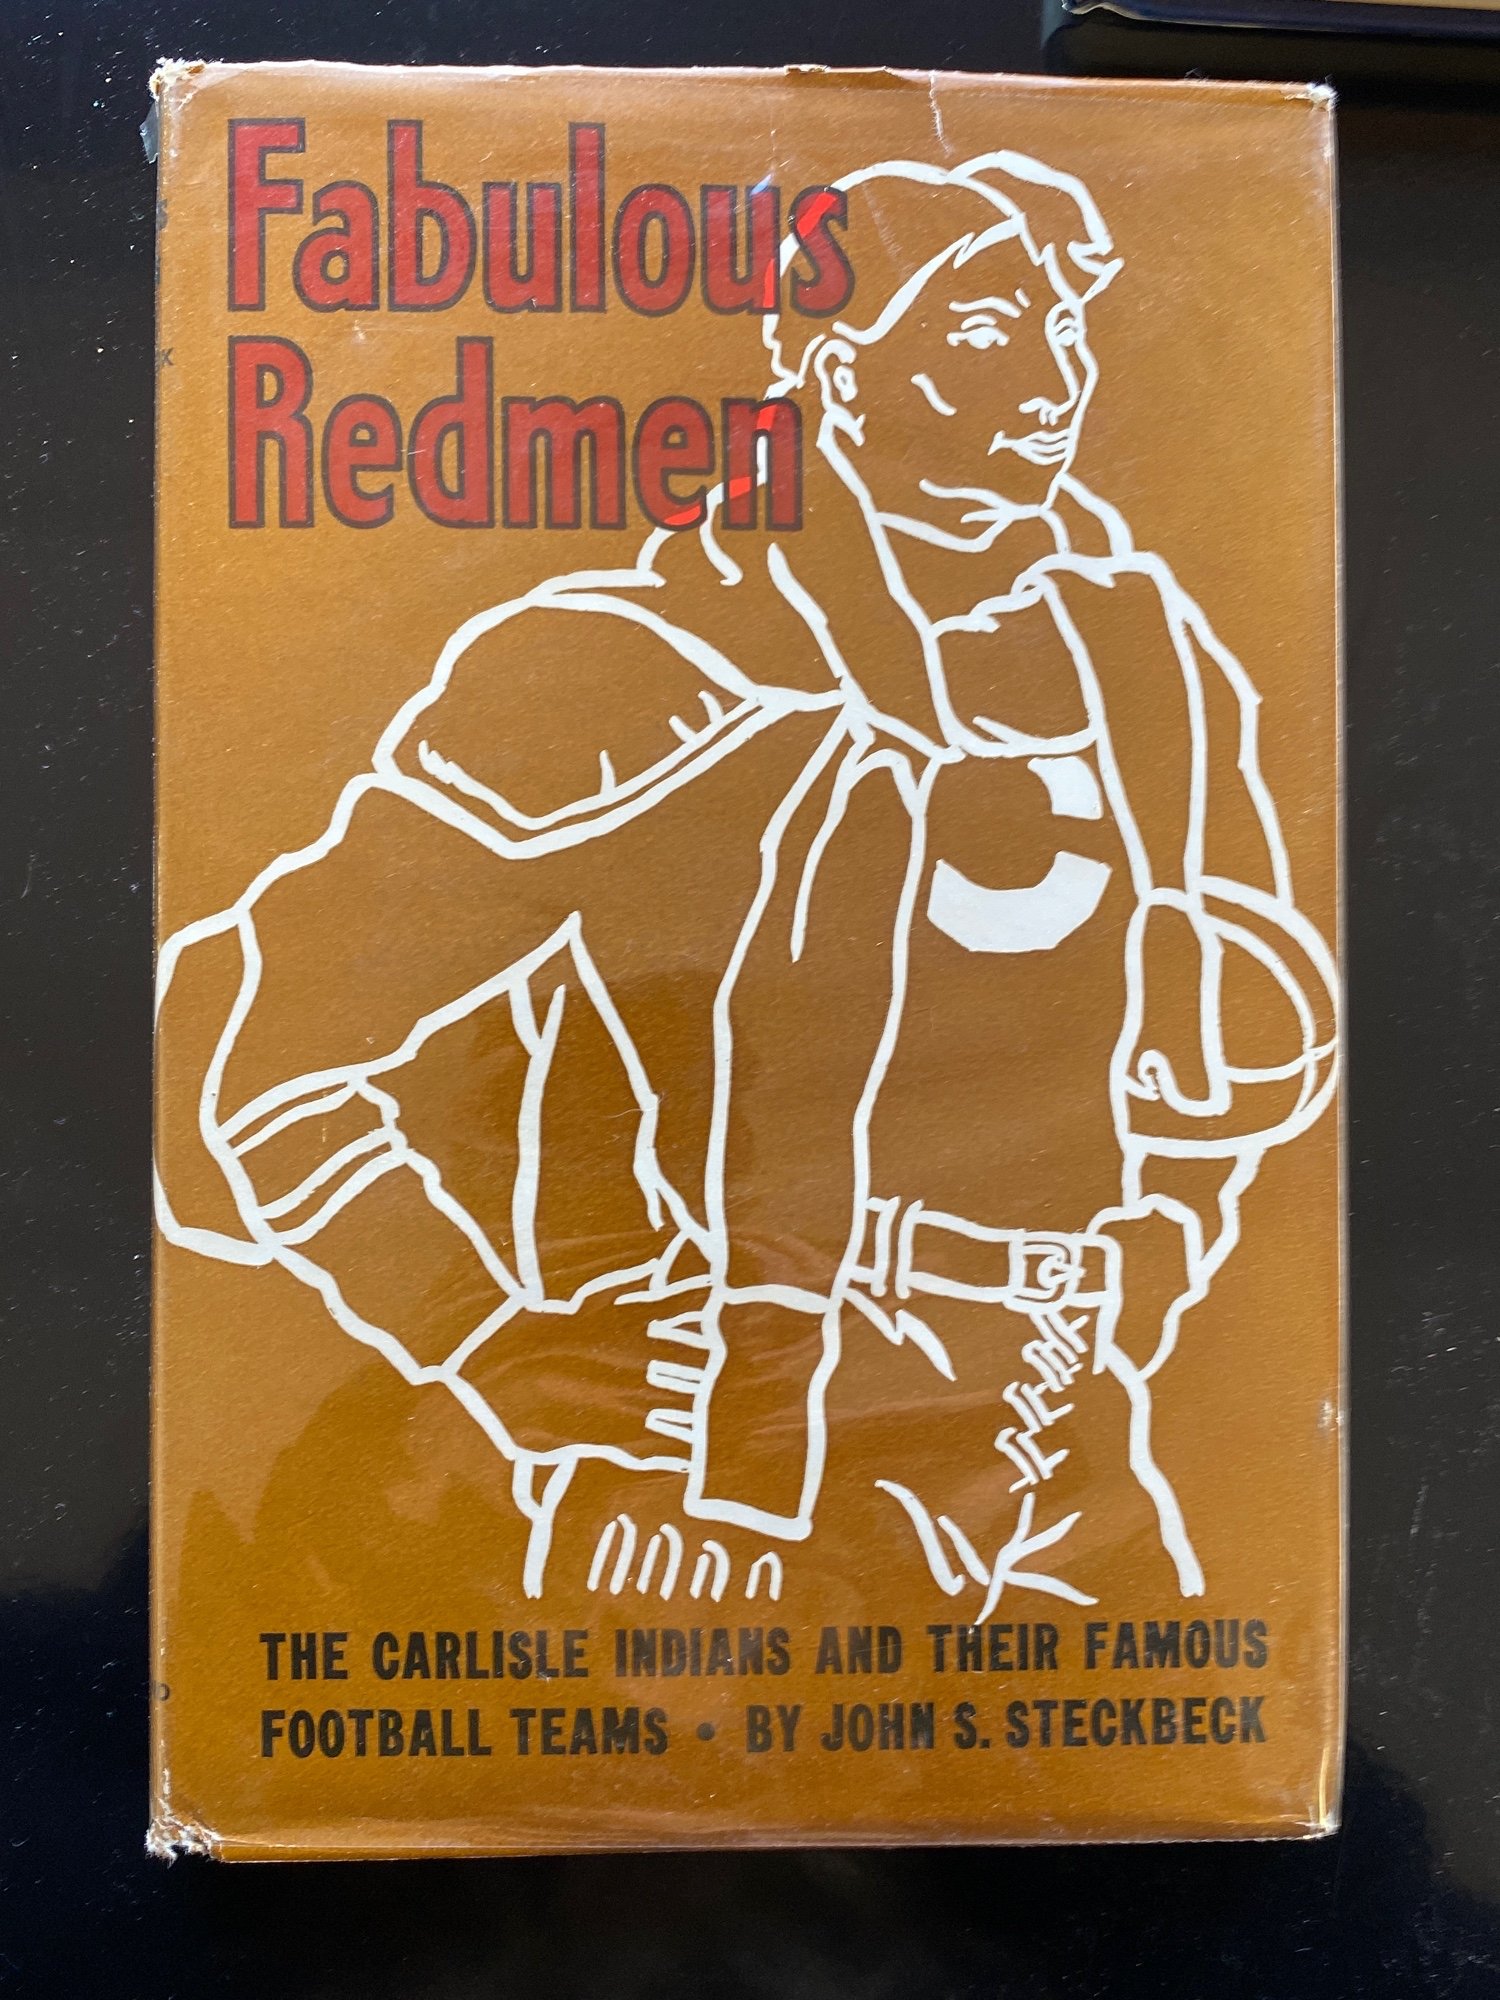 Fabulous
Redmen
C
THE CARLISLE INDIANS AND THEIR FAMOUS
FOOTBALL TEAMS • BY JOHN S. STECKBECK